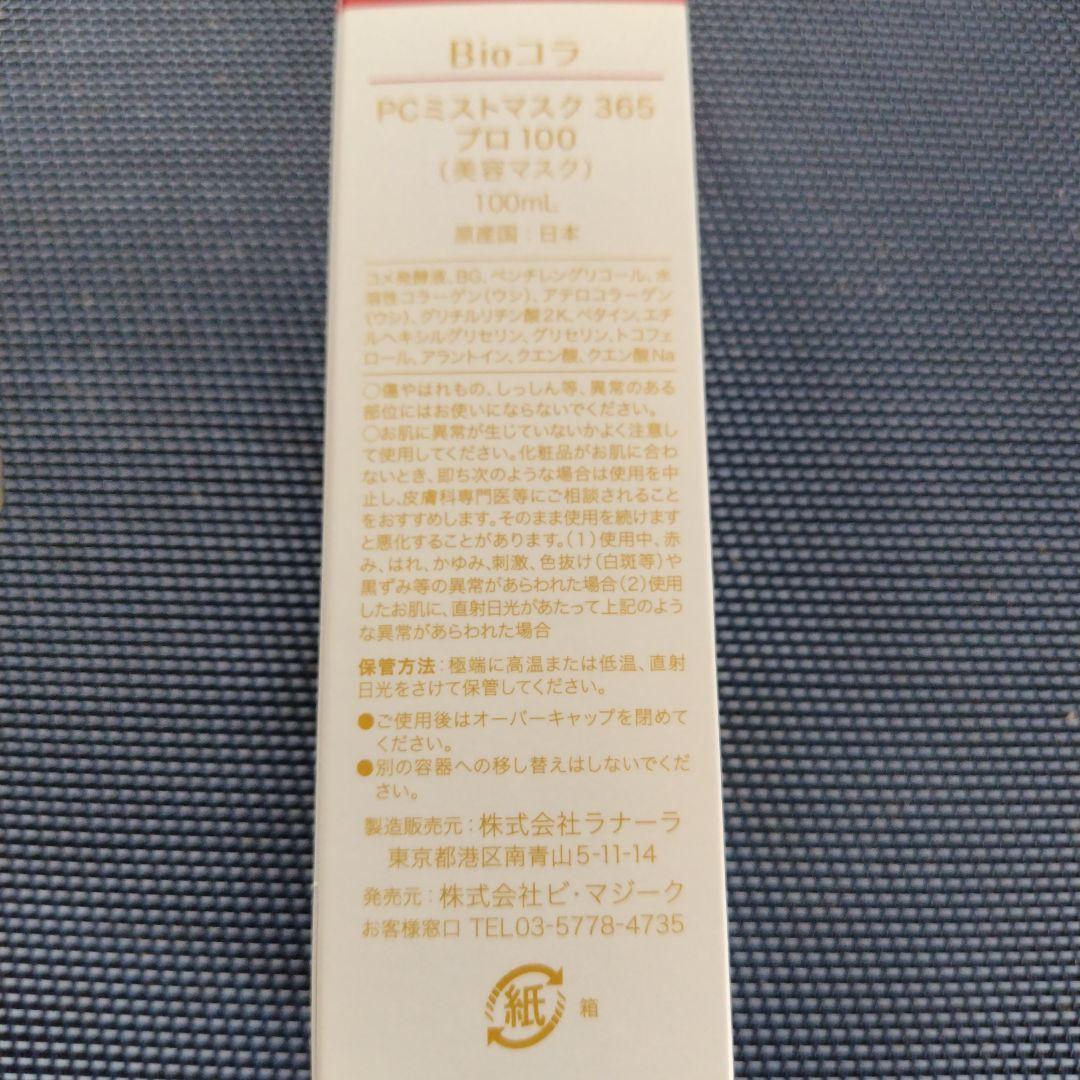 Bioコラ
PCミストマスク 365
プロ 100
（美容マスク）
100mL
原産国：日本
コメ発酵液、BG、ペンチレングリコール、水
溶性コラーゲン(ウシ)、アテロコラーゲン
(ウシ)、グリチルリチン酸2K、ベタイン、エチ
ルヘキシルグリセリン、グリセリン、トコフェ
ロール、アラントイン、クエン酸、クエン酸Na
○傷やはれもの、しっしん等、異常のある
部位にはお使いにならないでください。
○お肌に異常が生じていないかよく注意し
て使用してください。化粧品がお肌に合わ
ないとき、即ち次のような場合は使用を中
止し、皮膚科専門医等にご相談されること
をおすすめします。そのまま使用を続けます
と悪化することがあります。(1)使用中、赤
み、はれ、かゆみ、刺激、色抜け(白斑等)や
黒ずみ等の異常があらわれた場合(2)使用
したお肌に、直射日光があたって上記のよう
な異常があらわれた場合
保管方法：極端に高温または低温、直射
日光をさけて保管してください。
●ご使用後はオーバーキャップを閉めて
ください。
●別の容器への移し替えはしないでくだ
さい。
製造販売元：株式会社ラナーラ
東京都港区南青山5-11-14
発売元：株式会社ビ・マジーク
お客様窓口 TEL03-5778-4735
紙 箱